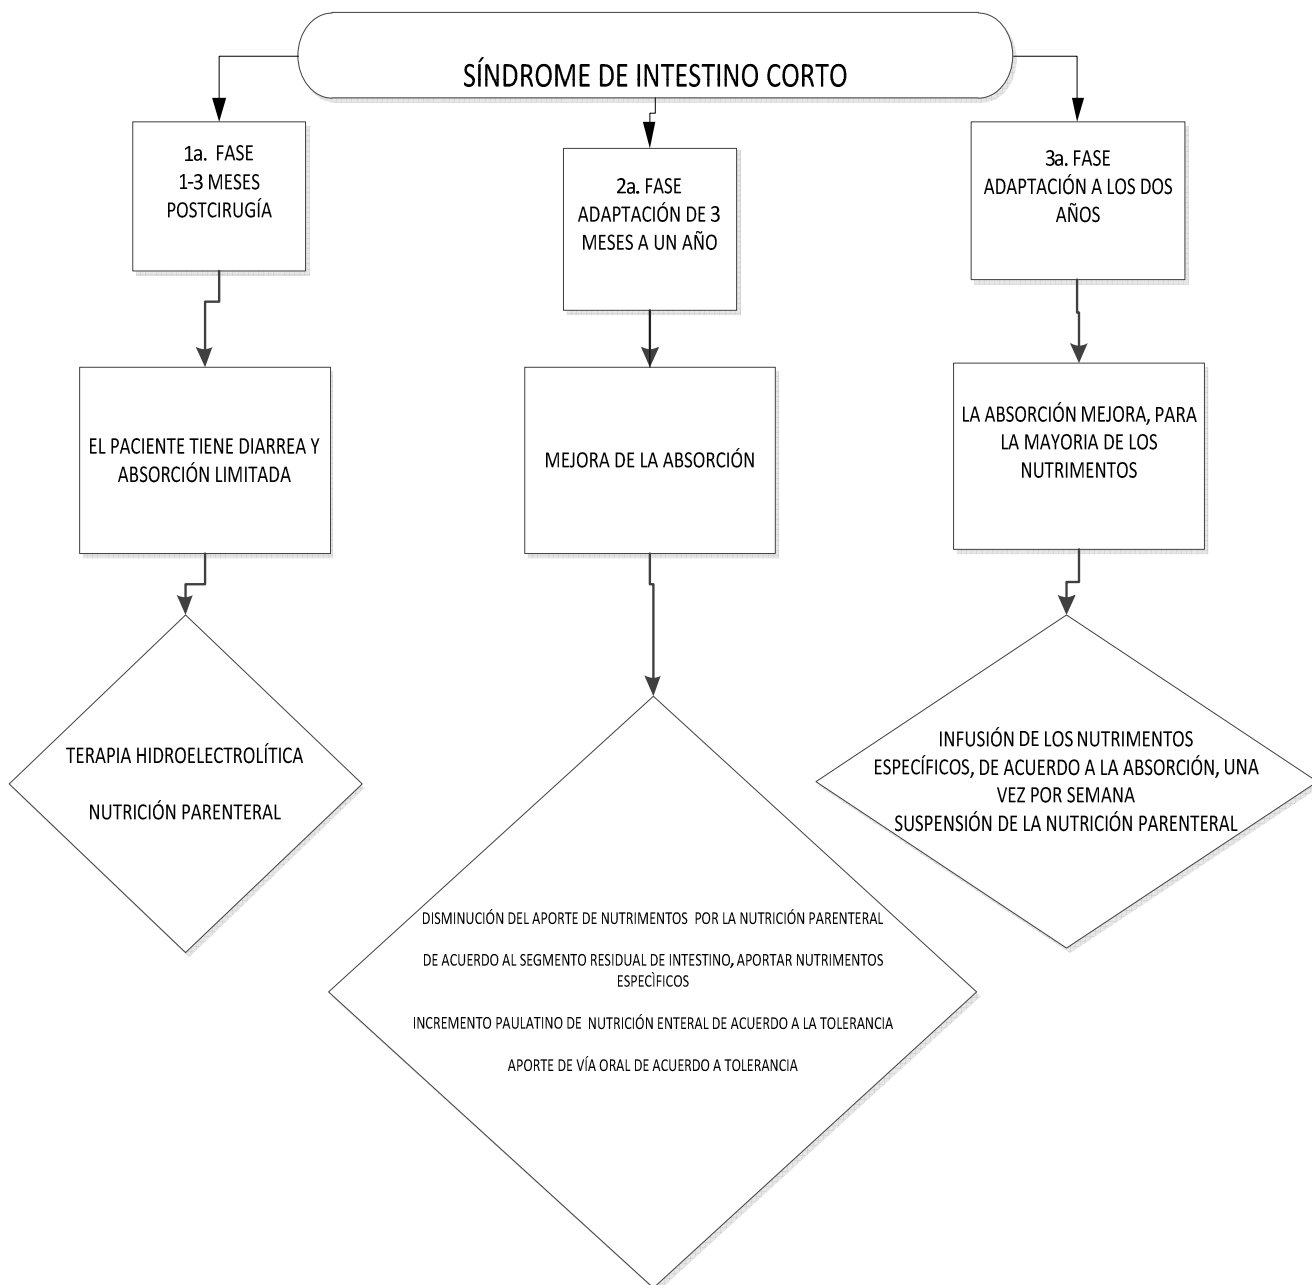 SÍNDROME DE INTESTINO CORTO
1a. FASE
1-3 MESES
POSTCIRUGÍA
2a. FASE
ADAPTACIÓN DE 3
MESES A UN AÑO
3a. FASE
ADAPTACIÓN A LOS DOS
AÑOS
EL PACIENTE TIENE DIARREA Y
ABSORCIÓN LIMITADA
MEJORA DE LA ABSORCIÓN
LA ABSORCIÓN MEJORA, PARA
LA MAYORIA DE LOS
NUTRIMENTOS
TERAPIA HIDROELECTROLÍTICA
NUTRICIÓN PARENTERAL
DISMINUCIÓN DEL APORTE DE NUTRIMENTOS POR LA NUTRICIÓN PARENTERAL
DE ACUERDO AL SEGMENTO RESIDUAL DE INTESTINO, APORTAR NUTRIMENTOS
ESPECÌFICOS
INCREMENTO PAULATINO DE NUTRICIÓN ENTERAL DE ACUERDO A LA TOLERANCIA
APORTE DE VÍA ORAL DE ACUERDO A TOLERANCIA
INFUSIÓN DE LOS NUTRIMENTOS
ESPECÍFICOS, DE ACUERDO A LA ABSORCIÓN, UNA
VEZ POR SEMANA
SUSPENSIÓN DE LA NUTRICIÓN PARENTERAL